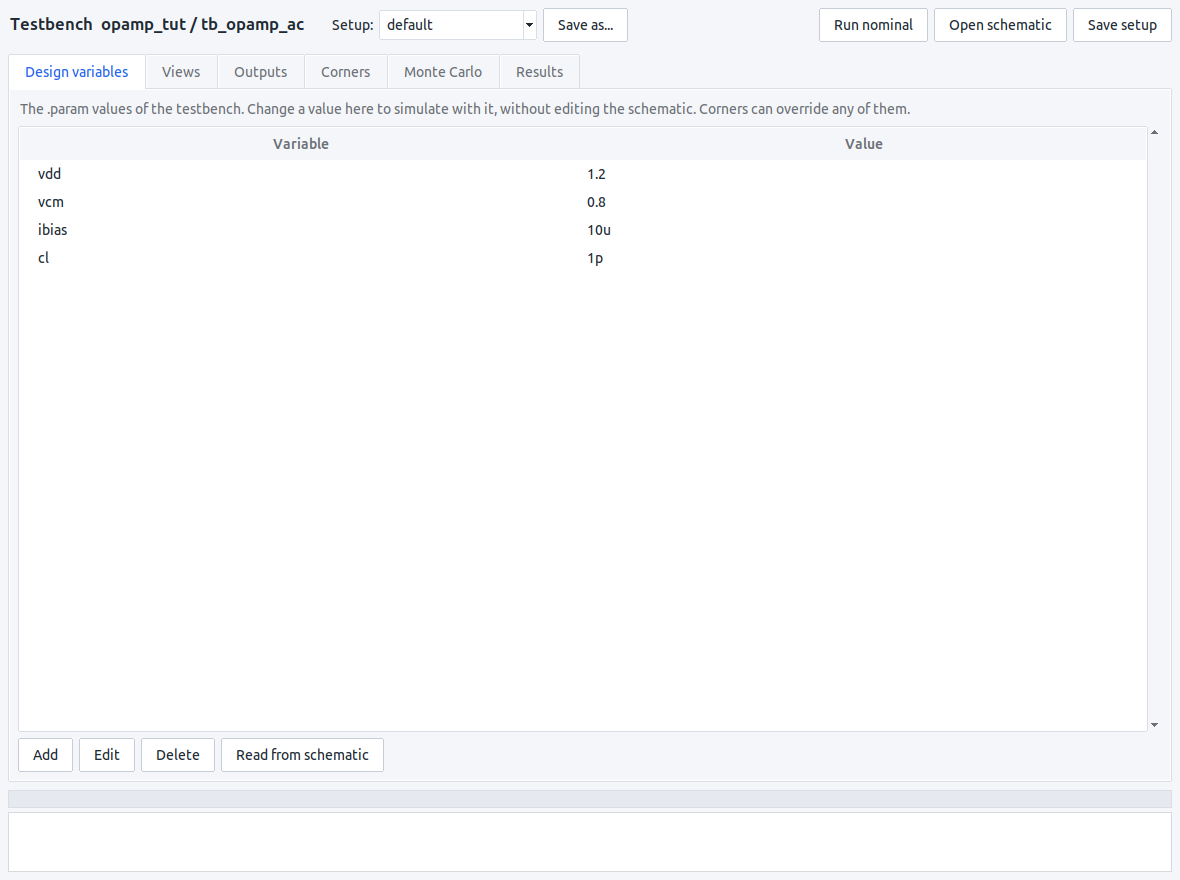 Testbench opamp_tut / tb_opamp_ac Setup: default Save as... Run nominal Open schematic Save setup
Design variables Views Outputs Corners Monte Carlo Results
The .param values of the testbench. Change a value here to simulate with it, without editing the schematic. Corners can override any of them.
Variable Value
vdd 1.2
vcm 0.8
ibias 10u
cl 1p
Add Edit Delete Read from schematic